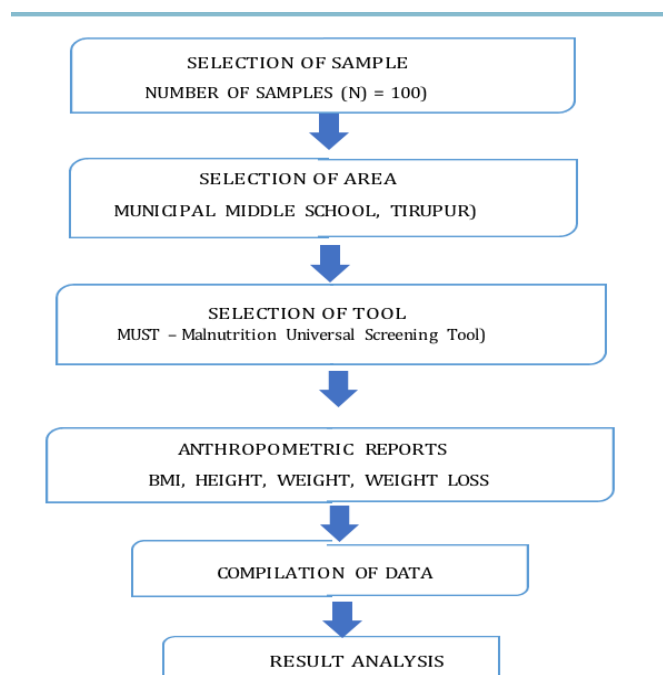 SELECTION OF SAMPLE
NUMBER OF SAMPLES (N) = 100)
SELECTION OF AREA
MUNICIPAL MIDDLE SCHOOL, TIRUPUR)
SELECTION OF TOOL
MUST – Malnutrition Universal Screening Tool)
ANTHROPOMETRIC REPORTS
BMI, HEIGHT, WEIGHT, WEIGHT LOSS
COMPILATION OF DATA
RESULT ANALYSIS